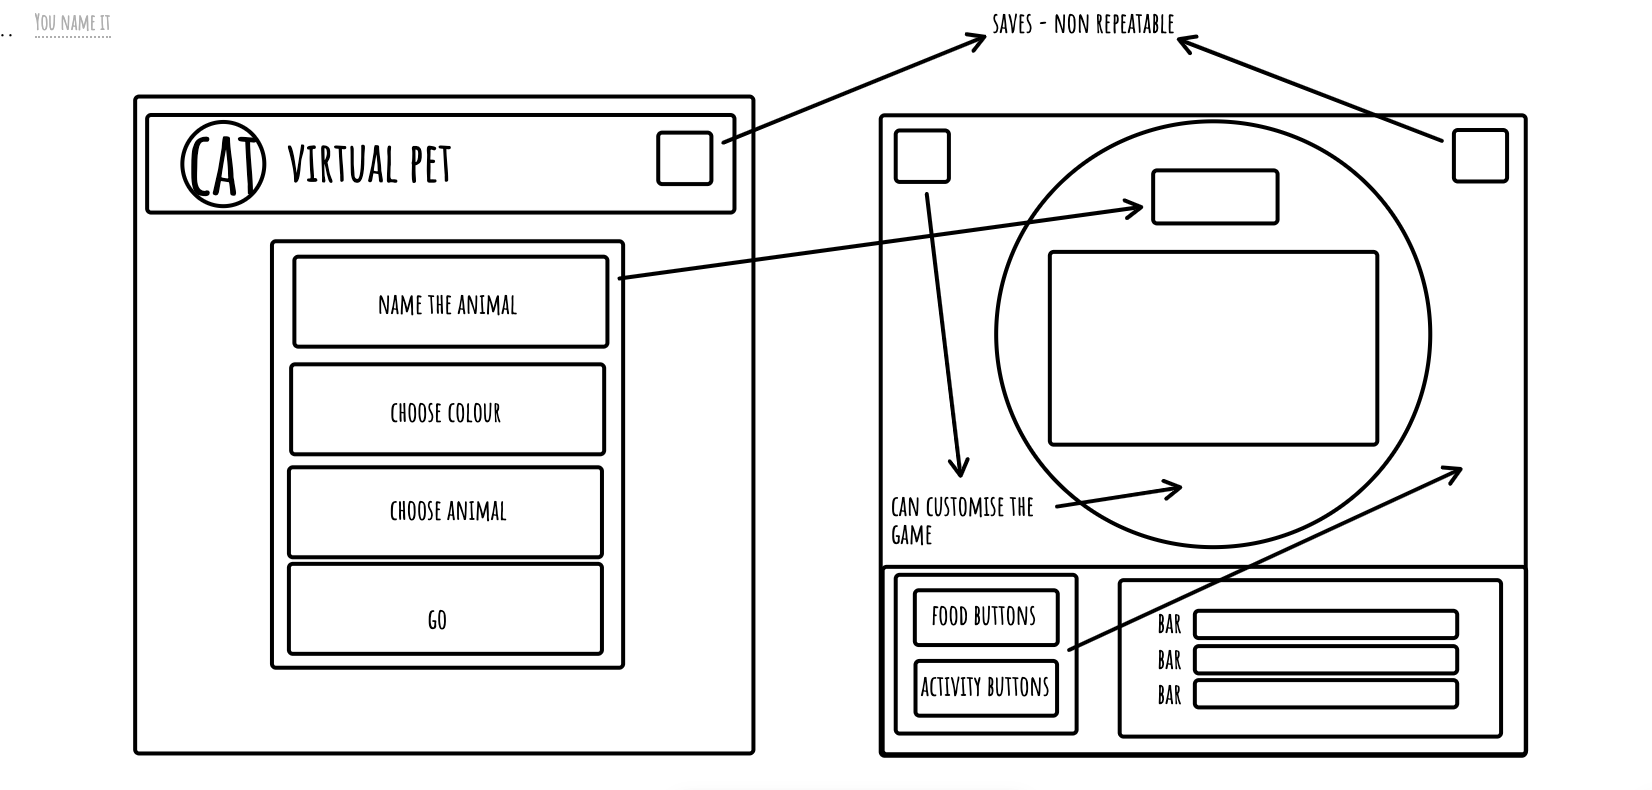 ..
YOU NAME IT
SAVES - NON REPEATABLE
CAT
VIRTUAL PET
NAME THE ANIMAL
CHOOSE COLOUR
CHOOSE ANIMAL
GO
CAN CUSTOMISE THE
GAME
FOOD BUTTONS
ACTIVITY BUTTONS
BAR
BAR
BAR